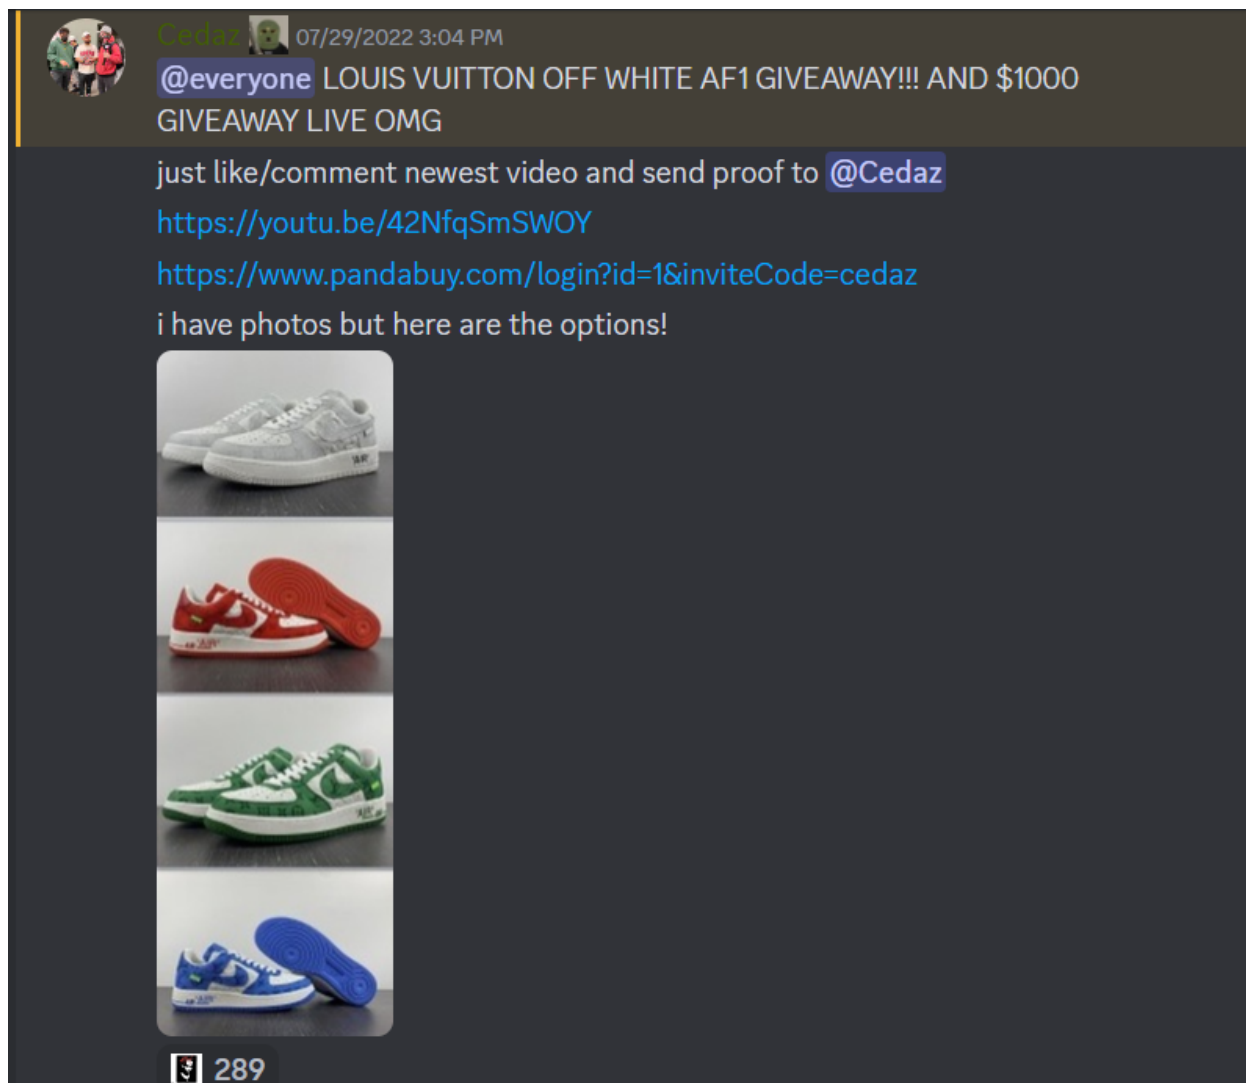 Cedaz 07/29/2022 3:04 PM
@everyone LOUIS VUITTON OFF WHITE AF1 GIVEAWAY!!! AND $1000
GIVEAWAY LIVE OMG
just like/comment newest video and send proof to @Cedaz
https://youtu.be/42NfqSmSWOY
https://www.pandabuy.com/login?id=1&inviteCode=cedaz
i have photos but here are the options!
289